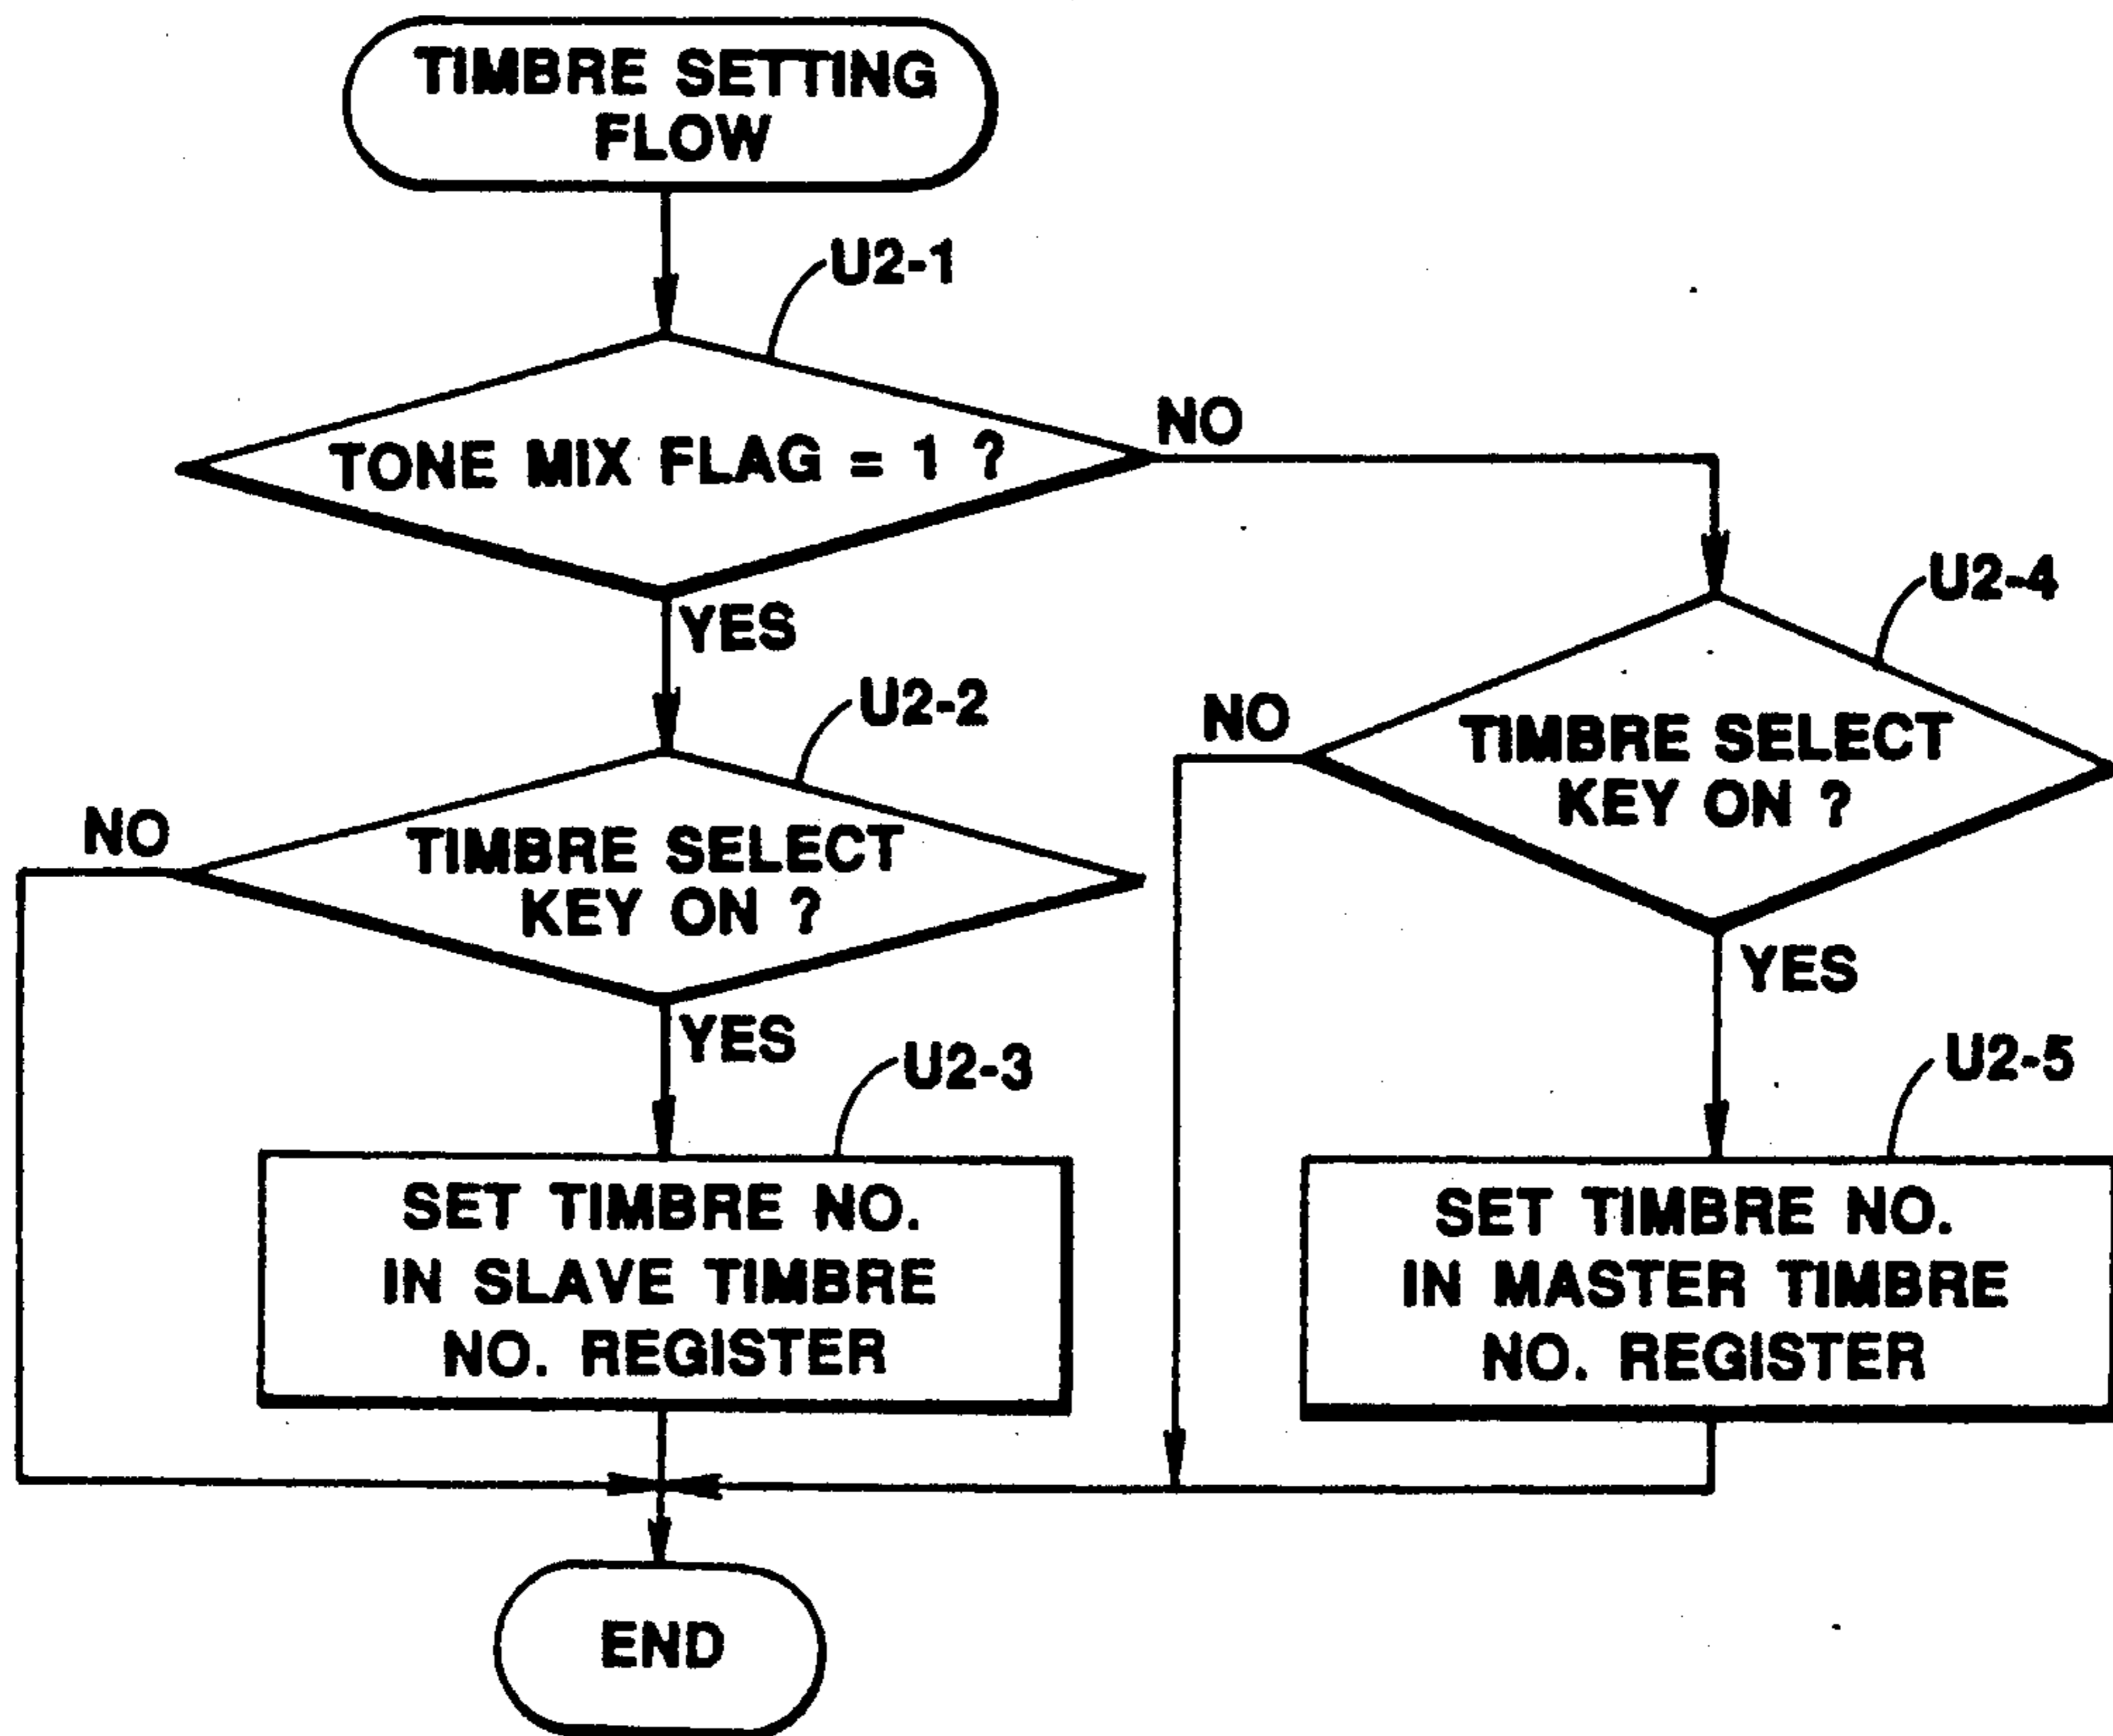 TIMBRE SETTING
FLOW
U2-1
TONE MIX FLAG = 1 ?
NO
YES
U2-2
TIMBRE SELECT
KEY ON ?
NO
YES
U2-3
SET TIMBRE NO.
IN SLAVE TIMBRE
NO. REGISTER
U2-4
TIMBRE SELECT
KEY ON ?
NO
YES
U2-5
SET TIMBRE NO.
IN MASTER TIMBRE
NO. REGISTER
END